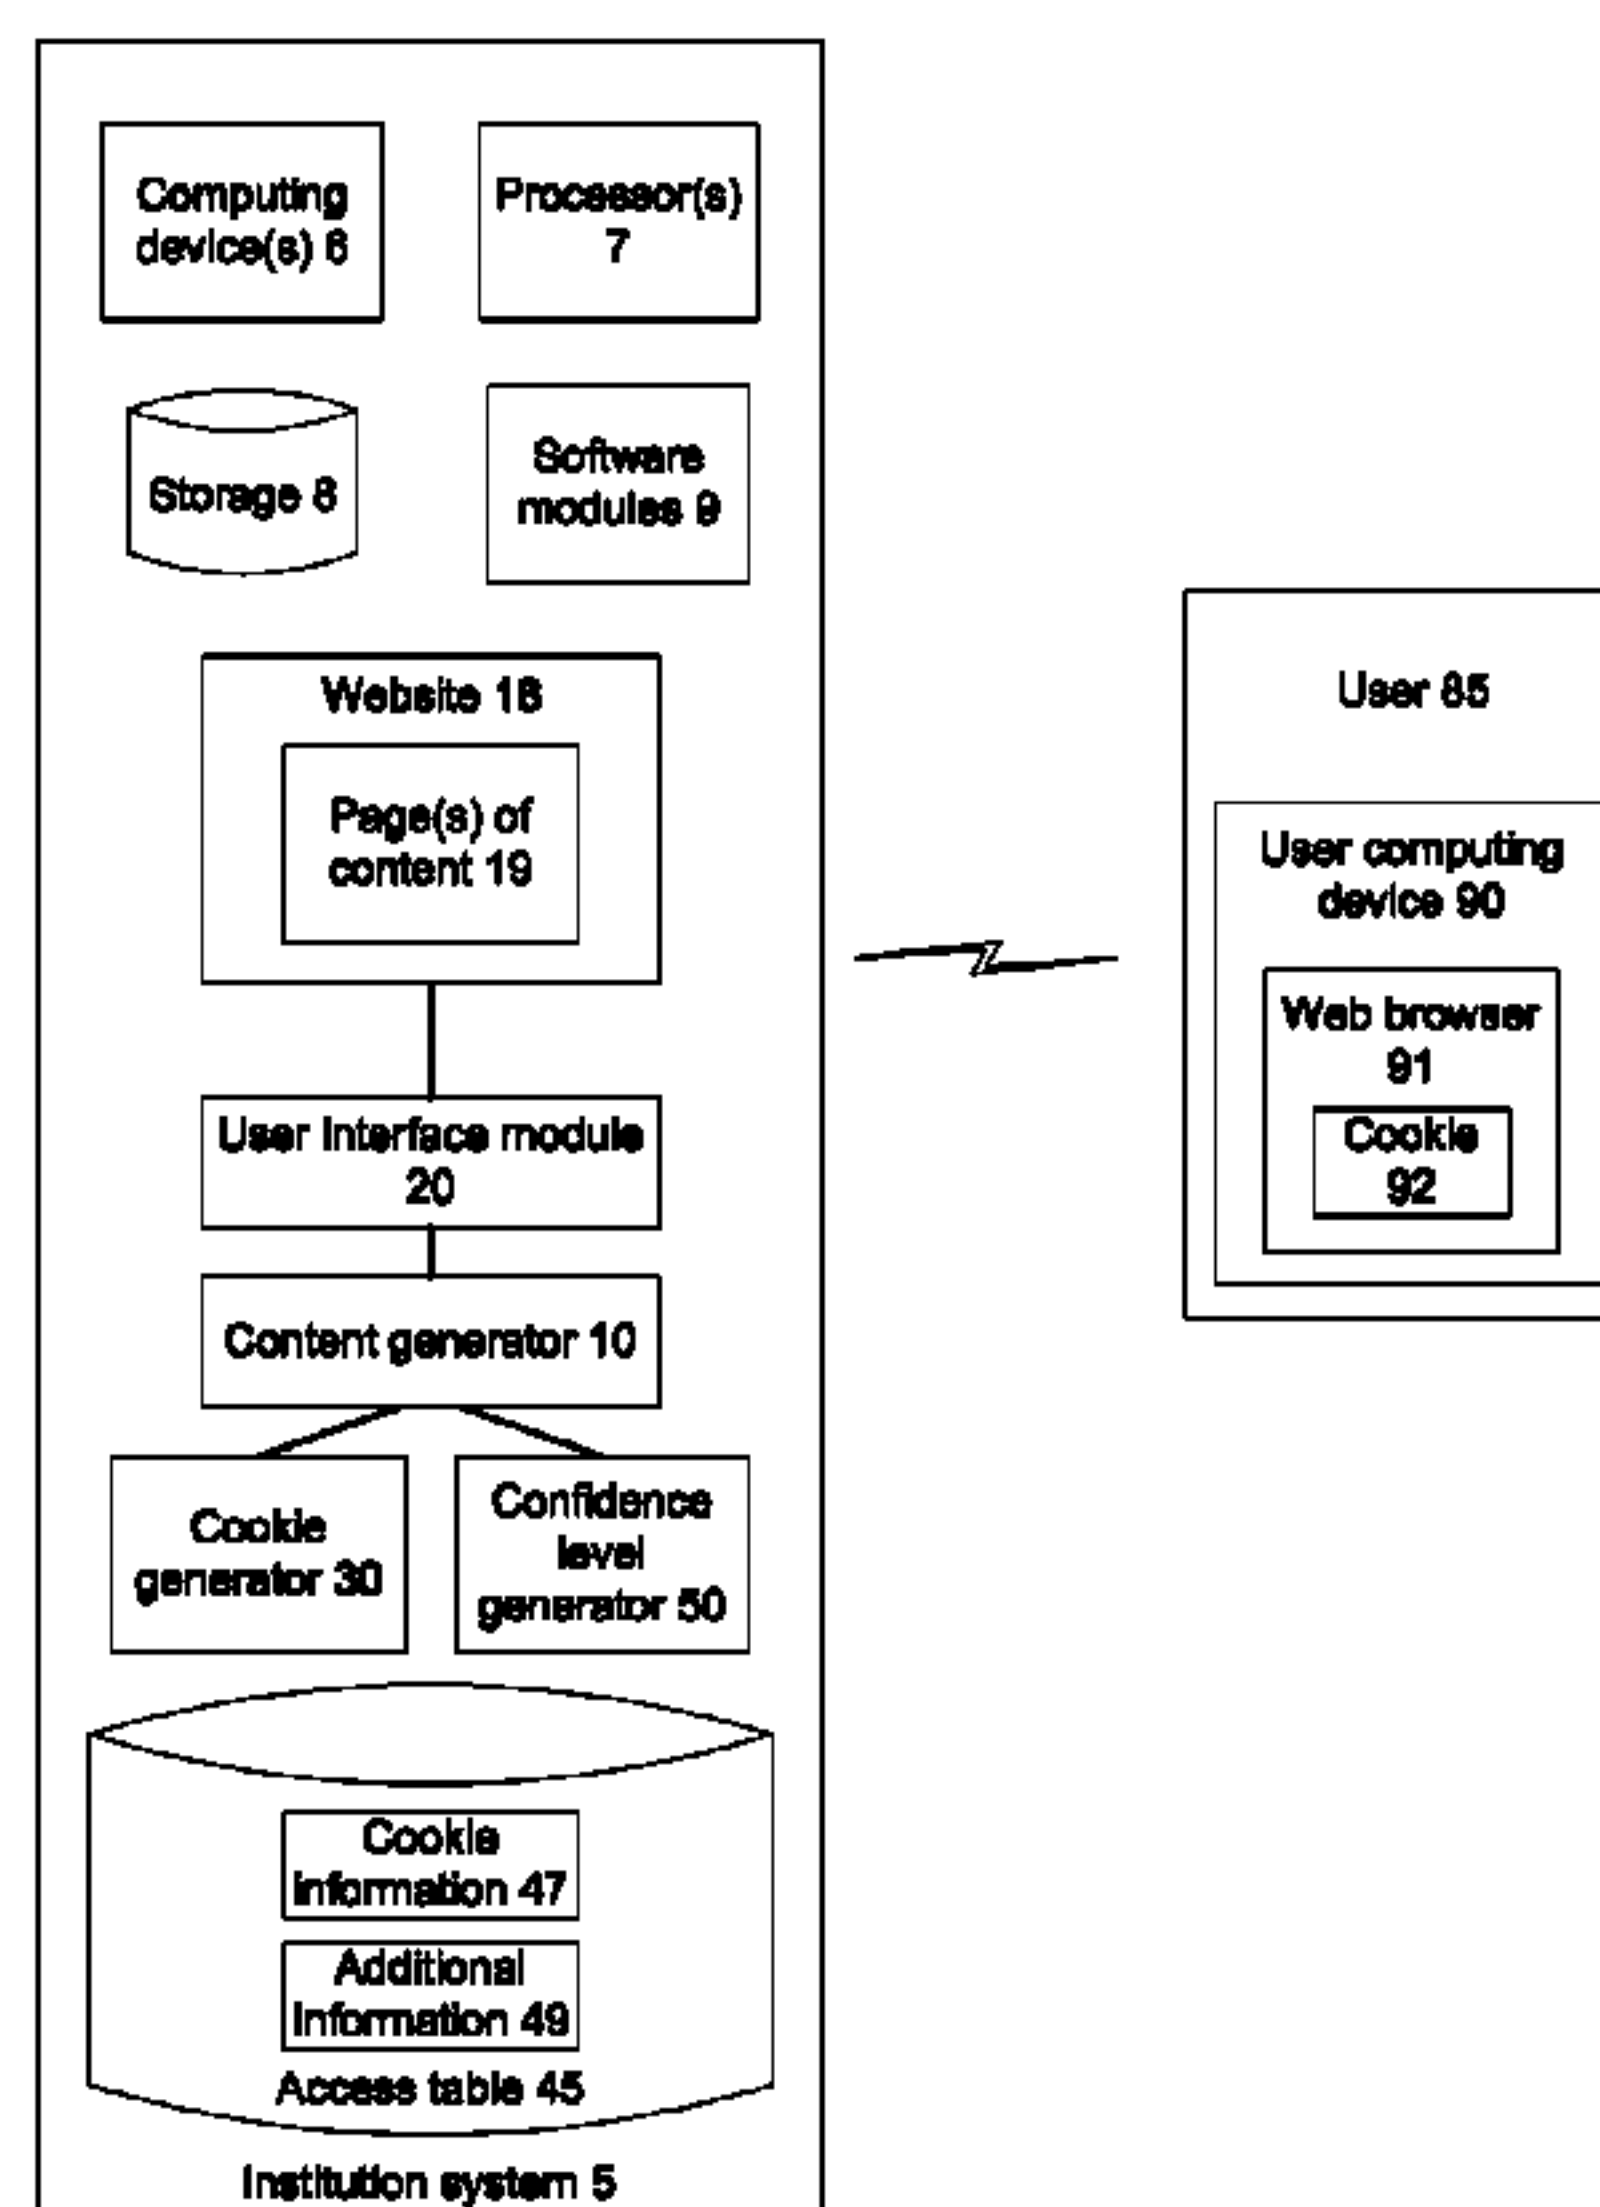 Computing
device(s) 6
Processor(s)
7
Storage 8
Software
modules 9
Website 18
Page(s) of
content 19
User interface module
20
Content generator 10
Cookie
generator 30
Confidence
level
generator 50
Cookie
information 47
Additional
information 49
Access table 45
Institution system 5
User 85
User computing
device 90
Web browser
91
Cookie
92